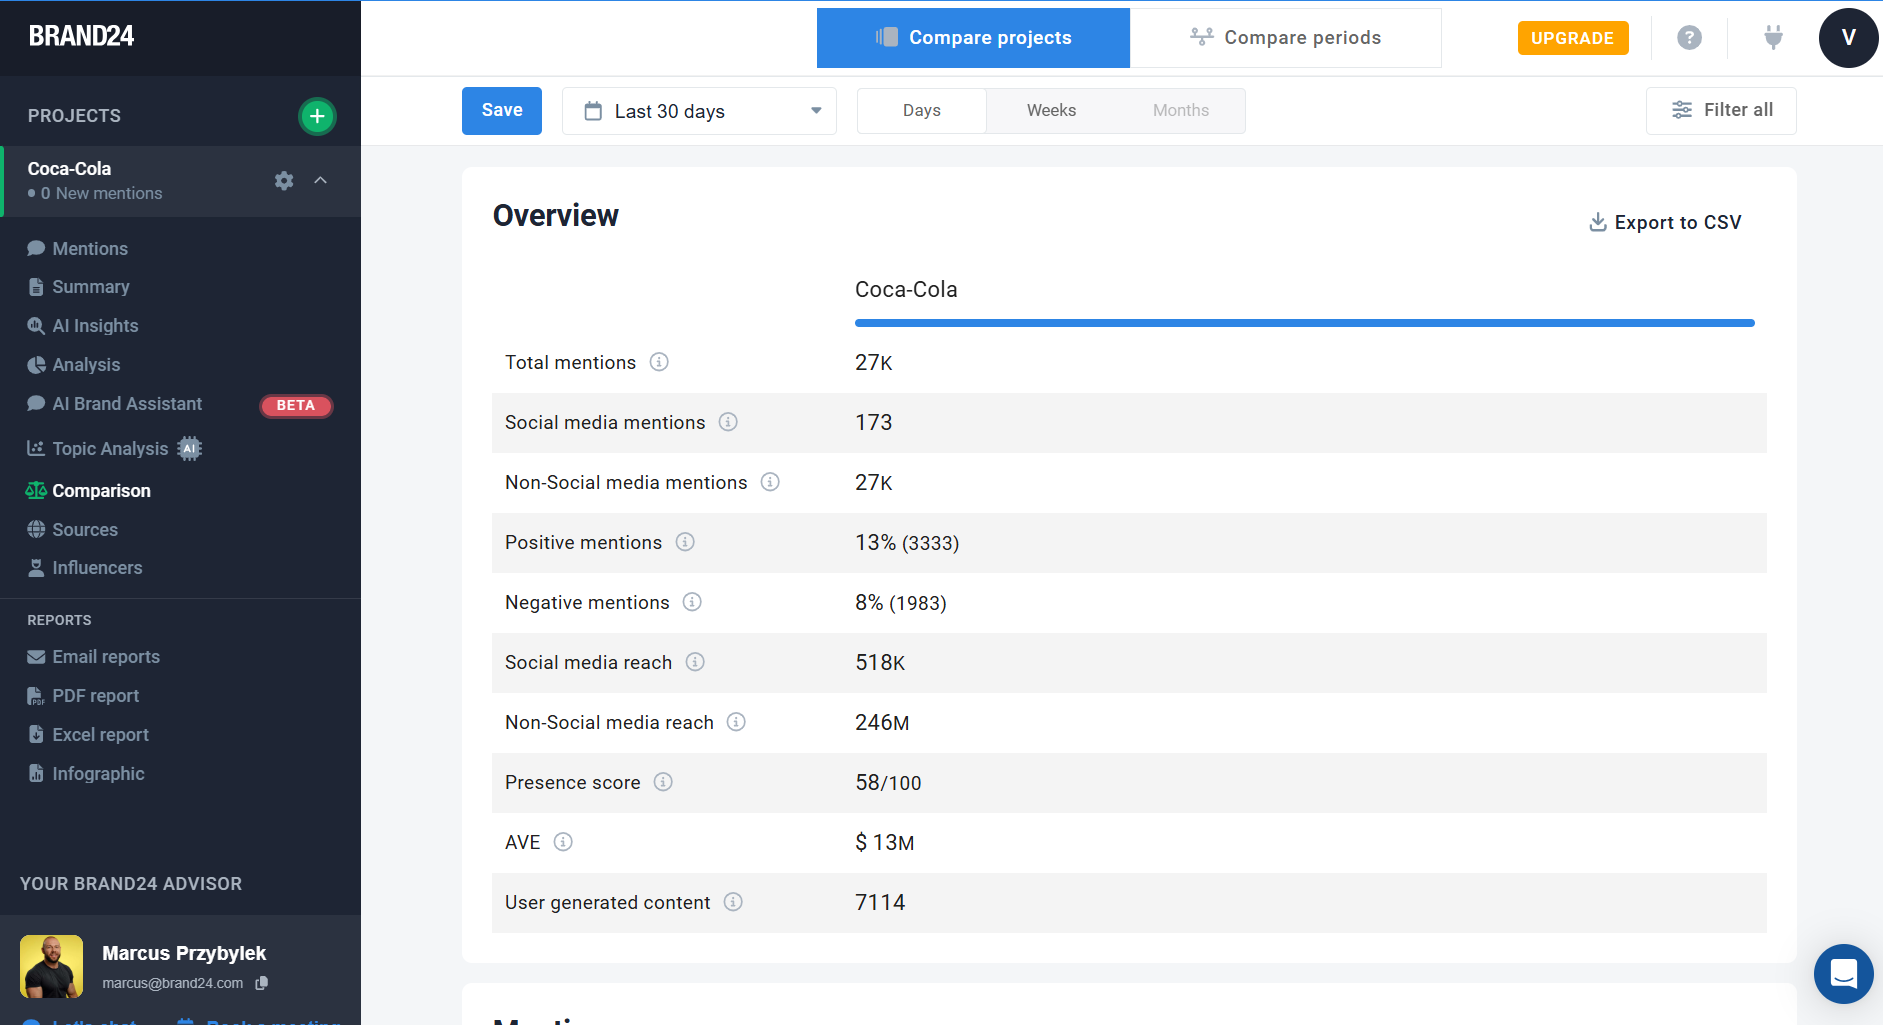 BRAND24
Compare projects
Compare periods
UPGRADE
?
V
PROJECTS
+
Save
Last 30 days
Days
Weeks
Months
Filter all
Coca-Cola
0 New mentions
Mentions
Summary
AI Insights
Analysis
AI Brand Assistant
BETA
Topic Analysis
AI
Comparison
Sources
Influencers
REPORTS
Email reports
PDF report
Excel report
Infographic
YOUR BRAND24 ADVISOR
Marcus Przybylek
marcus@brand24.com
Overview
Export to CSV
Coca-Cola
Total mentions 27K
Social media mentions 173
Non-Social media mentions 27K
Positive mentions 13% (3333)
Negative mentions 8% (1983)
Social media reach 518K
Non-Social media reach 246M
Presence score 58/100
AVE $ 13M
User generated content 7114